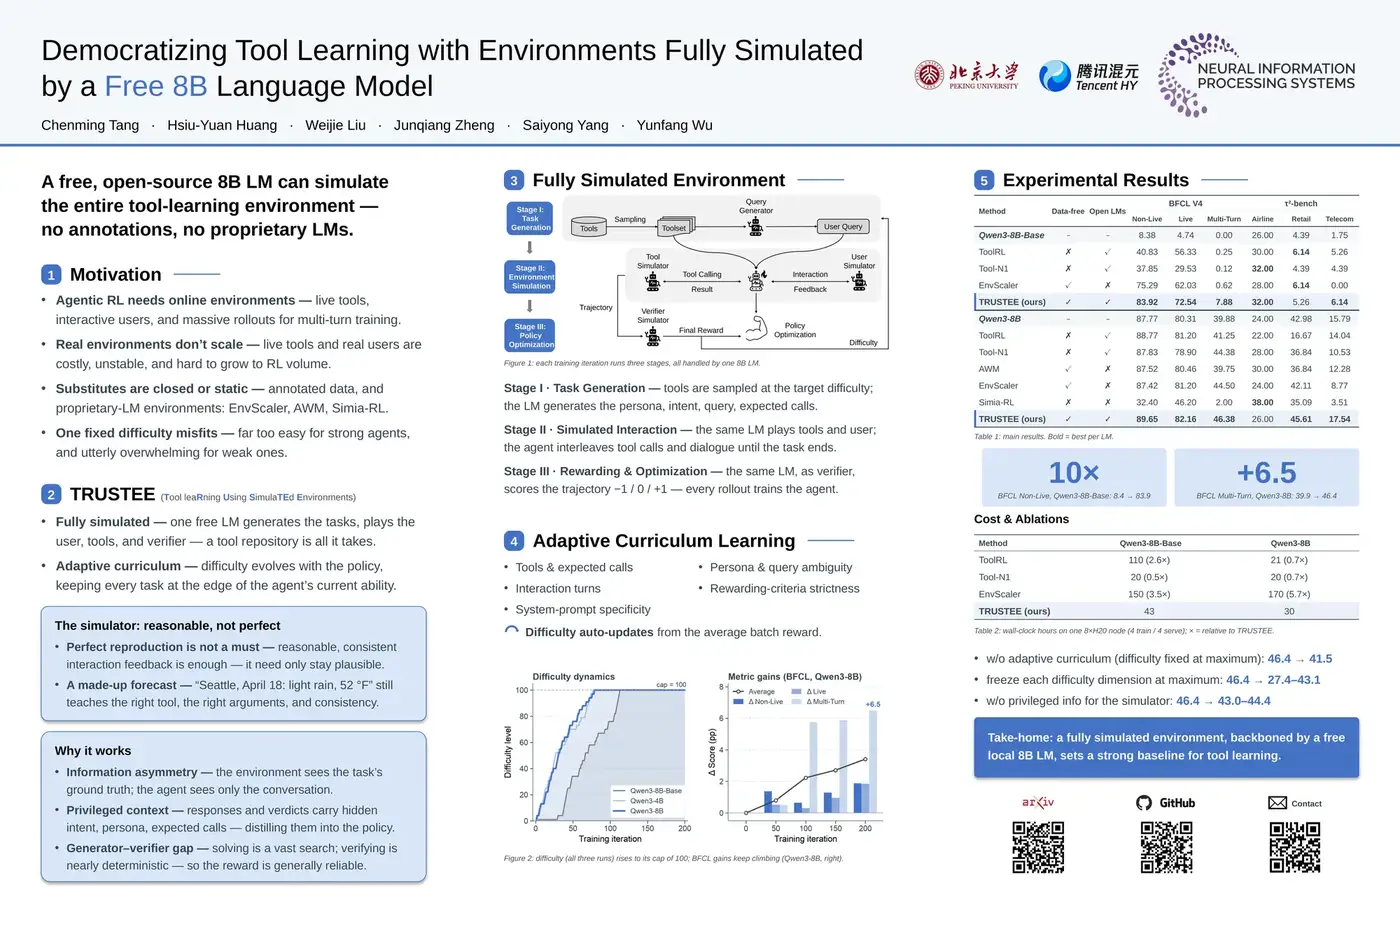 Democratizing Tool Learning with Environments Fully Simulated
by a Free 8B Language Model
Chenming Tang · Hsiu-Yuan Huang · Weijie Liu · Junqiang Zheng · Saiyong Yang · Yunfang Wu
北京大学
PEKING UNIVERSITY
腾讯混元
Tencent HY
NEURAL INFORMATION
PROCESSING SYSTEMS
A free, open-source 8B LM can simulate
the entire tool-learning environment —
no annotations, no proprietary LMs.
1 Motivation
• Agentic RL needs online environments — live tools,
interactive users, and massive rollouts for multi-turn training.
• Real environments don’t scale — live tools and real users are
costly, unstable, and hard to grow to RL volume.
• Substitutes are closed or static — annotated data, and
proprietary-LM environments: EnvScaler, AWM, Simia-RL.
• One fixed difficulty misfits — far too easy for strong agents,
and utterly overwhelming for weak ones.
2 TRUSTEE (Tool leaRning Using SimulaTEd Environments)
• Fully simulated — one free LM generates the tasks, plays the
user, tools, and verifier — a tool repository is all it takes.
• Adaptive curriculum — difficulty evolves with the policy,
keeping every task at the edge of the agent’s current ability.
The simulator: reasonable, not perfect
• Perfect reproduction is not a must — reasonable, consistent
interaction feedback is enough — it need only stay plausible.
• A made-up forecast — “Seattle, April 18: light rain, 52 °F” still
teaches the right tool, the right arguments, and consistency.
Why it works
• Information asymmetry — the environment sees the task’s
ground truth; the agent sees only the conversation.
• Privileged context — responses and verdicts carry hidden
intent, persona, expected calls — distilling them into the policy.
• Generator–verifier gap — solving is a vast search; verifying is
nearly deterministic — so the reward is generally reliable.
3 Fully Simulated Environment
Stage I:
Task
Generation
Stage II:
Environment
Simulation
Stage III:
Policy
Optimization
Tools
Sampling
Toolset
Query
Generator
User Query
Tool
Simulator
Tool Calling
Result
Interaction
Feedback
User
Simulator
Trajectory
Verifier
Simulator
Final Reward
Policy
Optimization
Difficulty
Figure 1: each training iteration runs three stages, all handled by one 8B LM.
Stage I · Task Generation — tools are sampled at the target difficulty;
the LM generates the persona, intent, query, expected calls.
Stage II · Simulated Interaction — the same LM plays tools and user;
the agent interleaves tool calls and dialogue until the task ends.
Stage III · Rewarding & Optimization — the same LM, as verifier,
scores the trajectory −1 / 0 / +1 — every rollout trains the agent.
4 Adaptive Curriculum Learning
• Tools & expected calls
• Interaction turns
• System-prompt specificity
• Persona & query ambiguity
• Rewarding-criteria strictness
Difficulty auto-updates from the average batch reward.
Difficulty dynamics
cap = 100
Difficulty level
100
80
60
40
20
0
0 50 100 150 200
Training iteration
Qwen3-8B-Base
Qwen3-4B
Qwen3-8B
Metric gains (BFCL, Qwen3-8B)
Average
Δ Non-Live
Δ Live
Δ Multi-Turn
+6.5
Δ Score (pp)
8
6
4
2
0
0 50 100 150 200
Training iteration
Figure 2: difficulty (all three runs) rises to its cap of 100; BFCL gains keep climbing (Qwen3-8B, right).
5 Experimental Results
BFCL V4 τ²-bench
Method Data-free Open LMs Non-Live Live Multi-Turn Airline Retail Telecom
Qwen3-8B-Base - - 8.38 4.74 0.00 26.00 4.39 1.75
ToolRL ✗ ✓ 40.83 56.33 0.25 30.00 6.14 5.26
Tool-N1 ✗ ✓ 37.85 29.53 0.12 32.00 4.39 4.39
EnvScaler ✓ ✗ 75.29 62.03 0.62 28.00 6.14 0.00
TRUSTEE (ours) ✓ ✓ 83.92 72.54 7.88 32.00 5.26 6.14
Qwen3-8B - - 87.77 80.31 39.88 24.00 42.98 15.79
ToolRL ✗ ✓ 88.77 81.20 41.25 22.00 16.67 14.04
Tool-N1 ✗ ✓ 87.83 78.90 44.38 28.00 36.84 10.53
AWM ✓ ✗ 87.52 80.46 39.75 30.00 36.84 12.28
EnvScaler ✓ ✗ 87.42 81.20 44.50 24.00 42.11 8.77
Simia-RL ✗ ✗ 32.40 46.20 2.00 38.00 35.09 3.51
TRUSTEE (ours) ✓ ✓ 89.65 82.16 46.38 26.00 45.61 17.54
Table 1: main results. Bold = best per LM.
10×
BFCL Non-Live, Qwen3-8B-Base: 8.4 → 83.9
+6.5
BFCL Multi-Turn, Qwen3-8B: 39.9 → 46.4
Cost & Ablations
Method Qwen3-8B-Base Qwen3-8B
ToolRL 110 (2.6×) 21 (0.7×)
Tool-N1 20 (0.5×) 20 (0.7×)
EnvScaler 150 (3.5×) 170 (5.7×)
TRUSTEE (ours) 43 30
Table 2: wall-clock hours on one 8×H20 node (4 train / 4 serve); × = relative to TRUSTEE.
• w/o adaptive curriculum (difficulty fixed at maximum): 46.4 → 41.5
• freeze each difficulty dimension at maximum: 46.4 → 27.4–43.1
• w/o privileged info for the simulator: 46.4 → 43.0–44.4
Take-home: a fully simulated environment, backboned by a free
local 8B LM, sets a strong baseline for tool learning.
arXiv
GitHub
Contact